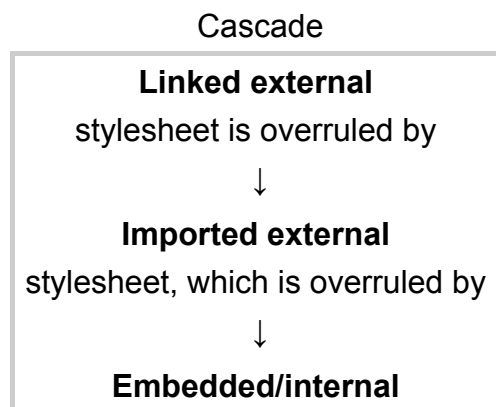 Cascade
Linked external
stylesheet is overruled by
↓
Imported external
stylesheet, which is overruled by
↓
Embedded/internal